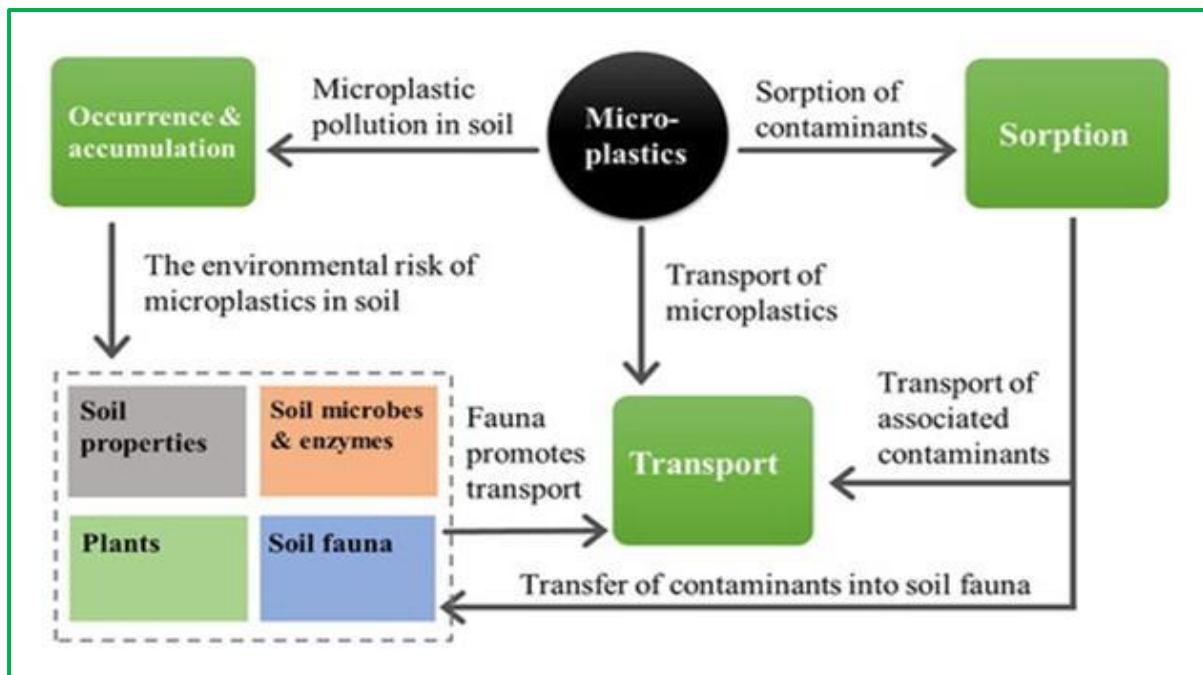 Occurrence &
accumulation
Microplastic
pollution in soil
Micro-
plastics
Sorption of
contaminants
Sorption
The environmental risk of
microplastics in soil
Transport of
microplastics
Soil
properties
Soil microbes
& enzymes
Plants
Soil fauna
Fauna
promotes
transport
Transport
Transport of
associated
contaminants
Transfer of contaminants into soil fauna